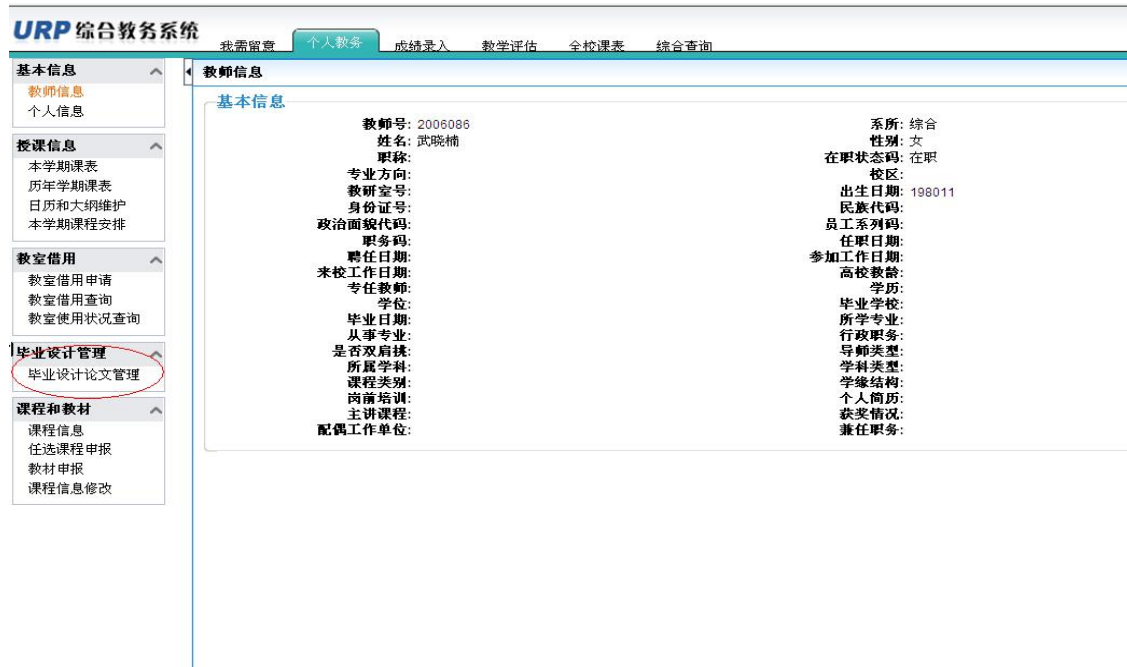 URP 综合教务系统
我需留意 个人教务 成绩录入 教学评估 全校课表 综合查询
基本信息
教师信息
个人信息
授课信息
本学期课表
历年学期课表
日历和大纲维护
本学期课程安排
教室借用
教室借用申请
教室借用查询
教室使用状况查询
毕业设计管理
毕业设计论文管理
课程和教材
课程信息
任选课程申报
教材申报
课程信息修改
教师信息
基本信息
教师号: 2006086 系所: 综合
姓名: 武晓楠 性别: 女
职称: 在职状态码: 在职
专业方向: 校区:
教研室号: 出生日期: 198011
身份证号: 民族代码:
政治面貌代码: 员工系列码:
职务码: 任职日期:
聘任日期: 参加工作日期:
来校工作日期: 高校教龄:
专任教师: 学历:
学位: 毕业学校:
毕业日期: 所学专业:
从事专业: 行政职务:
是否双肩挑: 导师类型:
所属学科: 学科类型:
课程类别: 学缘结构:
岗前培训: 个人简历:
主讲课程: 获奖情况:
配偶工作单位: 兼任职务: